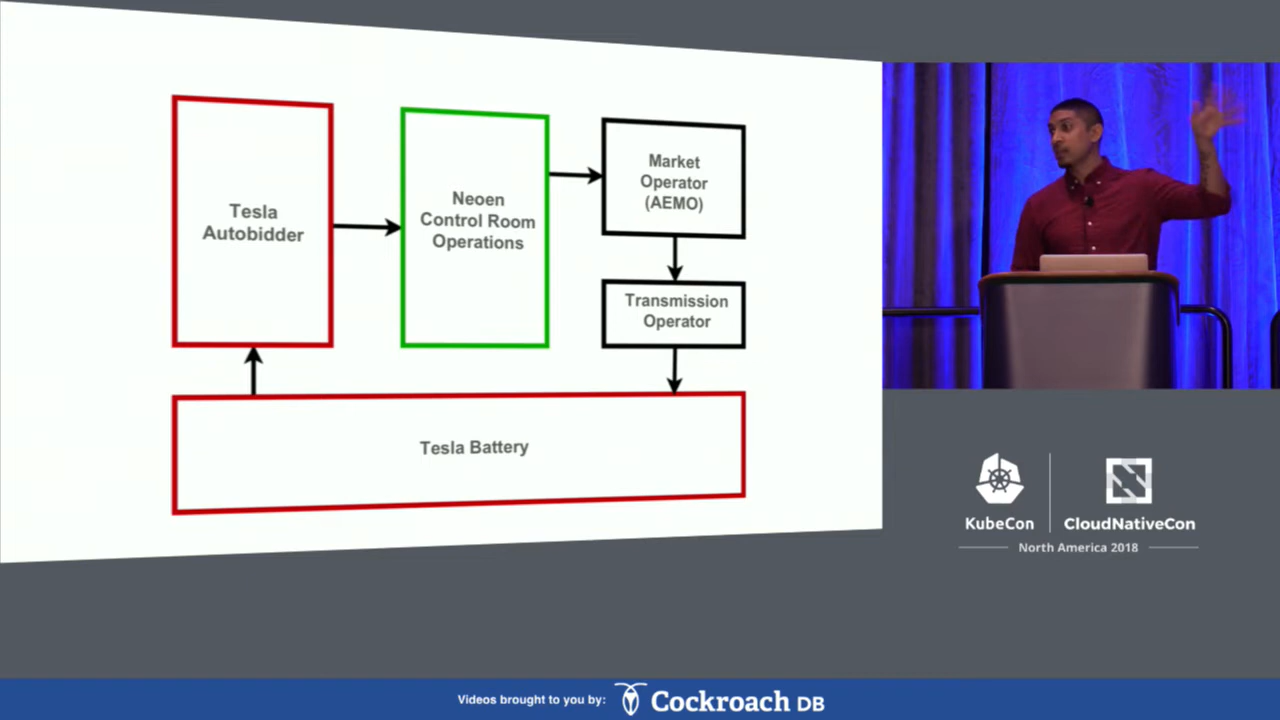 Tesla
Autobidder
Neoen
Control Room
Operations
Market
Operator
(AEMO)
Transmission
Operator
Tesla Battery
KubeCon
CloudNativeCon
North America 2018
Videos brought to you by:
Cockroach DB